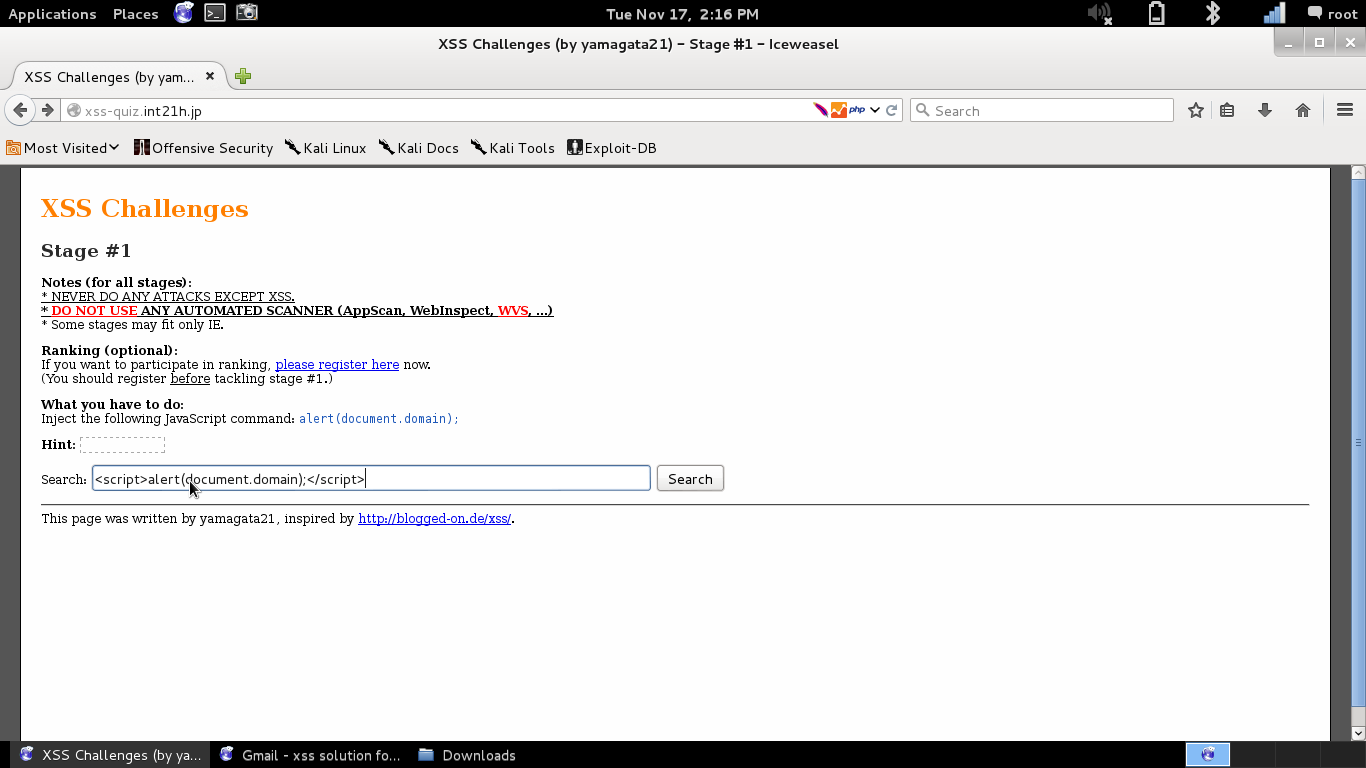 Applications Places Tue Nov 17, 2:16 PM root
XSS Challenges (by yamagata21) - Stage #1 - Iceweasel
XSS Challenges (by yam...
xss-quiz.int21h.jp php Search
Most Visited Offensive Security Kali Linux Kali Docs Kali Tools Exploit-DB
XSS Challenges
Stage #1
Notes (for all stages):
* NEVER DO ANY ATTACKS EXCEPT XSS.
* DO NOT USE ANY AUTOMATED SCANNER (AppScan, WebInspect, WVS, ...)
* Some stages may fit only IE.
Ranking (optional):
If you want to participate in ranking, please register here now.
(You should register before tackling stage #1.)
What you have to do:
Inject the following JavaScript command: alert(document.domain);
Hint:
Search: <script>alert(document.domain);</script> Search
This page was written by yamagata21, inspired by http://blogged-on.de/xss/.
XSS Challenges (by ya... Gmail - xss solution fo... Downloads